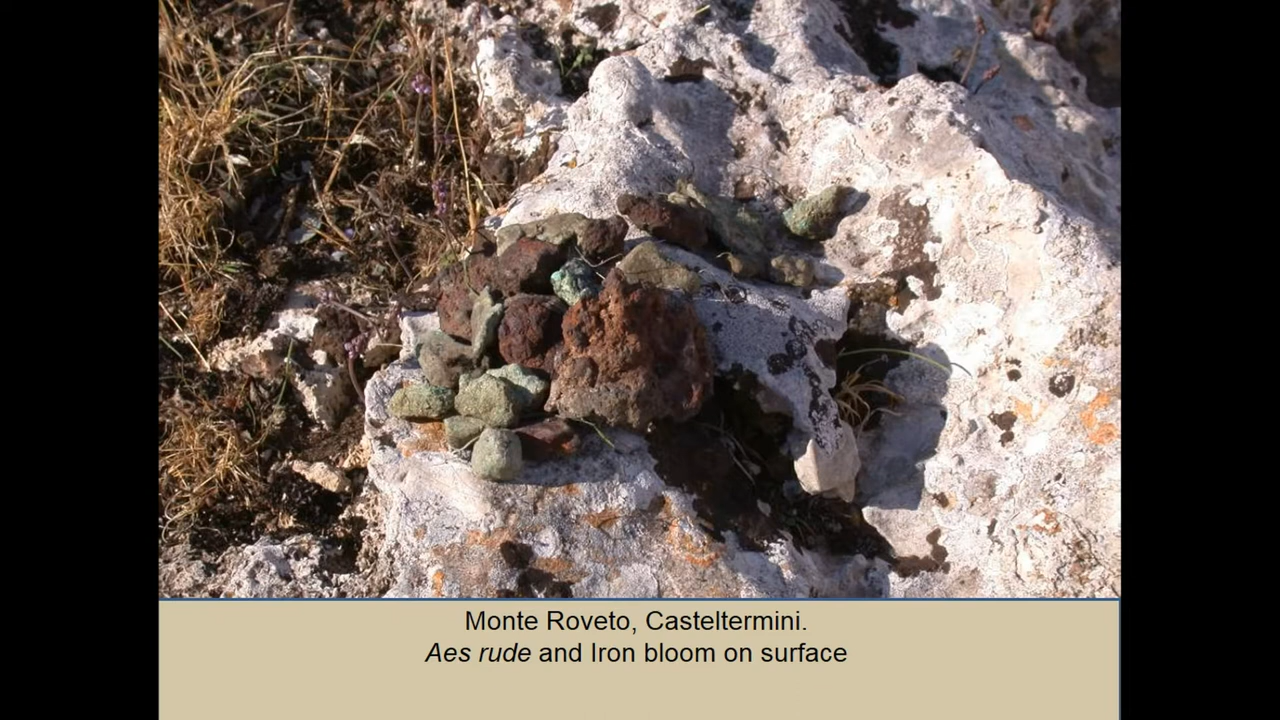 Monte Roveto, Casteltermini.
Aes rude and Iron bloom on surface